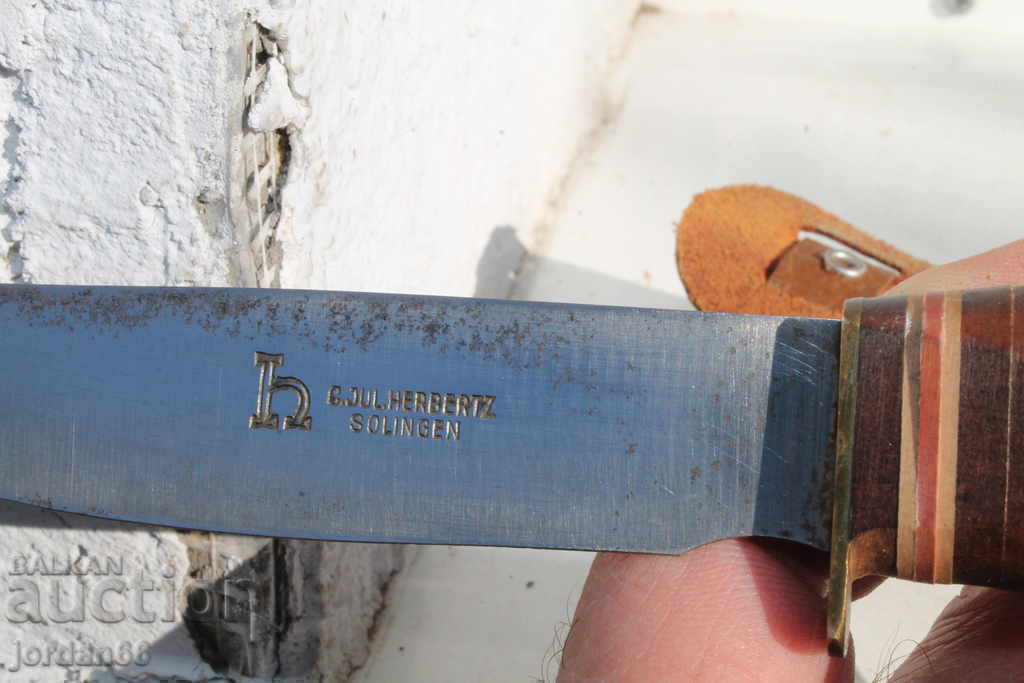 h C.JUL.HERBERTZ
SOLINGEN
BALKAN
auction
jordan66